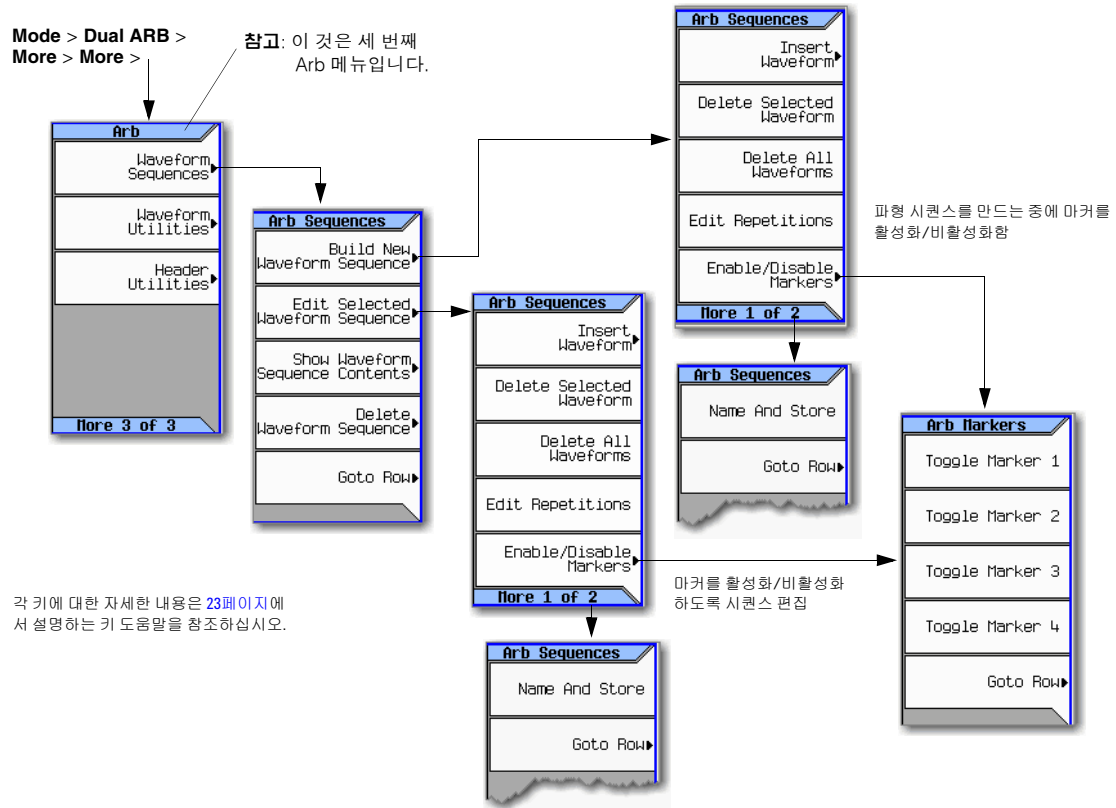 Mode > Dual ARB >
More > More >
참고: 이 것은 세 번째
Arb 메뉴입니다.
Arb
Waveform
Sequences
Waveform
Utilities
Header
Utilities
More 3 of 3
Arb Sequences
Build New
Waveform Sequence
Edit Selected
Waveform Sequence
Show Waveform
Sequence Contents
Delete
Waveform Sequence
Goto Row
Arb Sequences
Insert
Waveform
Delete Selected
Waveform
Delete All
Waveforms
Edit Repetitions
Enable/Disable
Markers
More 1 of 2
Arb Sequences
Name And Store
Goto Row
Arb Sequences
Insert
Waveform
Delete Selected
Waveform
Delete All
Waveforms
Edit Repetitions
Enable/Disable
Markers
More 1 of 2
Arb Sequences
Name And Store
Goto Row
파형 시퀀스를 만드는 중에 마커를
활성화/비활성화함
마커를 활성화/비활성화
하도록 시퀀스 편집
Arb Markers
Toggle Marker 1
Toggle Marker 2
Toggle Marker 3
Toggle Marker 4
Goto Row
각 키에 대한 자세한 내용은 23페이지에
서 설명하는 키 도움말을 참조하십시오.